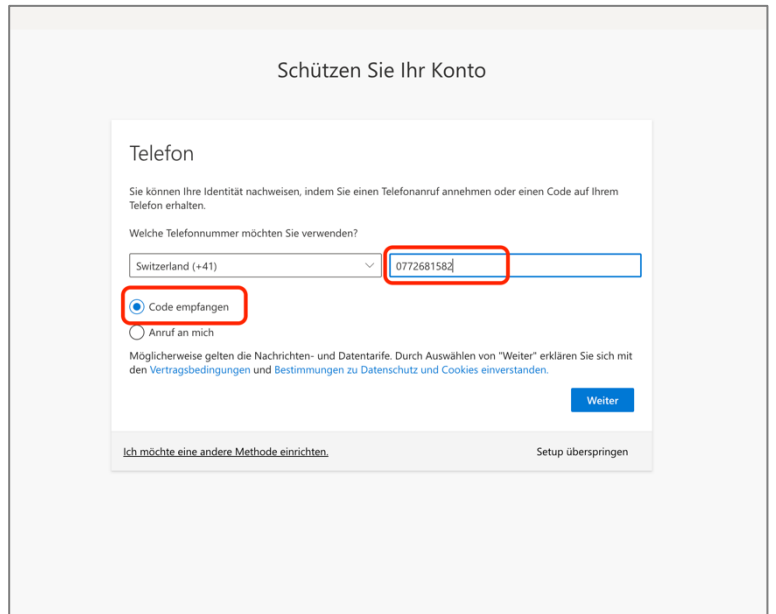 Schützen Sie Ihr Konto
Telefon
Sie können Ihre Identität nachweisen, indem Sie einen Telefonanruf annehmen oder einen Code auf Ihrem
Telefon erhalten.
Welche Telefonnummer möchten Sie verwenden?
Switzerland (+41)
0772681582
Code empfangen
Anruf an mich
Möglicherweise gelten die Nachrichten- und Datentarife. Durch Auswählen von "Weiter" erklären Sie sich mit
den Vertragsbedingungen und Bestimmungen zu Datenschutz und Cookies einverstanden.
Weiter
Ich möchte eine andere Methode einrichten.
Setup überspringen